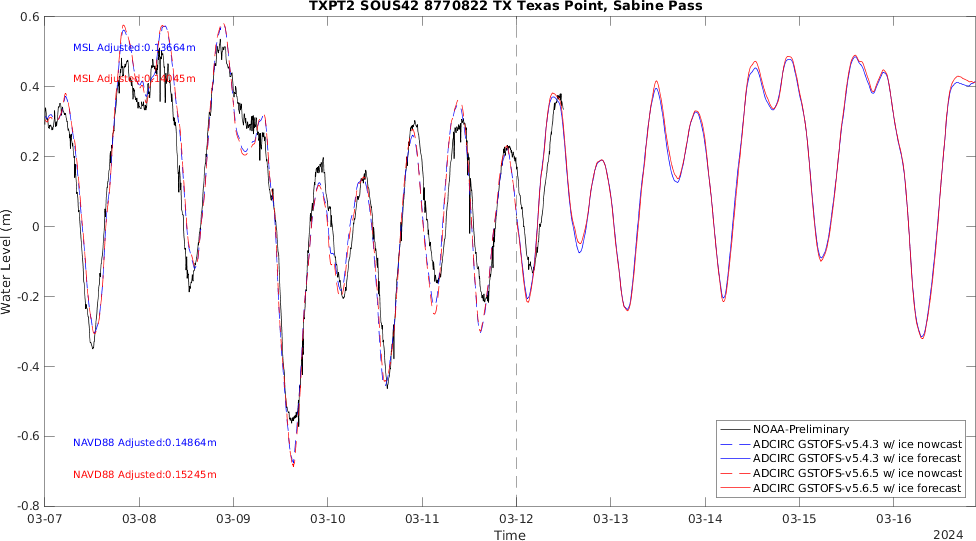 TXPT2 SOUS42 8770822 TX Texas Point, Sabine Pass
0.6
0.4
0.2
0
-0.2
-0.4
-0.6
-0.8
Water Level (m)
MSL Adjusted:0.13664m
MSL Adjusted:0.14045m
NAVD88 Adjusted:0.14864m
NAVD88 Adjusted:0.15245m
NOAA-Preliminary
ADCIRC GSTOFS-v5.4.3 w/ ice nowcast
ADCIRC GSTOFS-v5.4.3 w/ ice forecast
ADCIRC GSTOFS-v5.6.5 w/ ice nowcast
ADCIRC GSTOFS-v5.6.5 w/ ice forecast
03-07 03-08 03-09 03-10 03-11 03-12 03-13 03-14 03-15 03-16
Time
2024